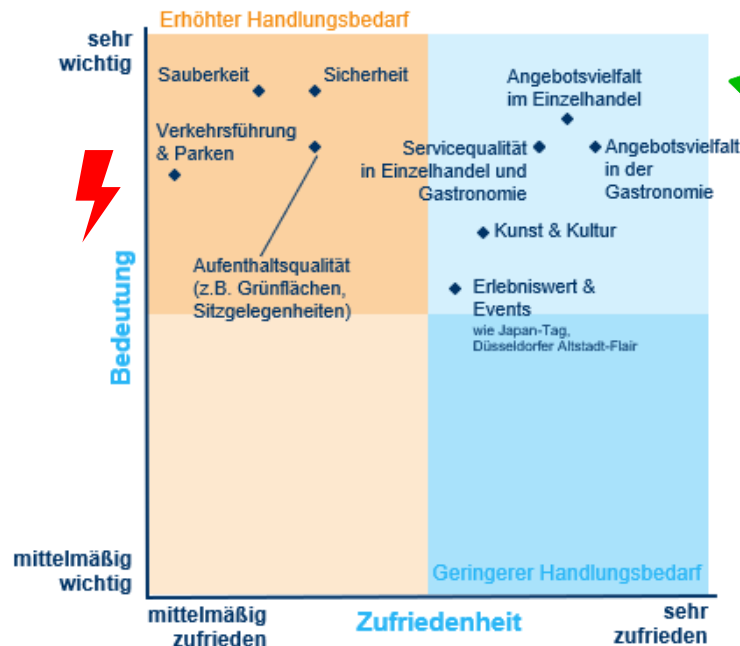 Erhöhter Handlungsbedarf
sehr
wichtig
Sauberkeit
Sicherheit
Angebotsvielfalt
im Einzelhandel
Verkehrsführung
& Parken
Servicequalität
in Einzelhandel und
Gastronomie
Angebotsvielfalt
in der
Gastronomie
Kunst & Kultur
Aufenthaltsqualität
(z.B. Grünflächen,
Sitzgelegenheiten)
Erlebniswert &
Events
wie Japan-Tag,
Düsseldorfer Altstadt-Flair
Bedeutung
mittelmäßig
wichtig
Geringerer Handlungsbedarf
mittelmäßig
zufrieden
Zufriedenheit
sehr
zufrieden